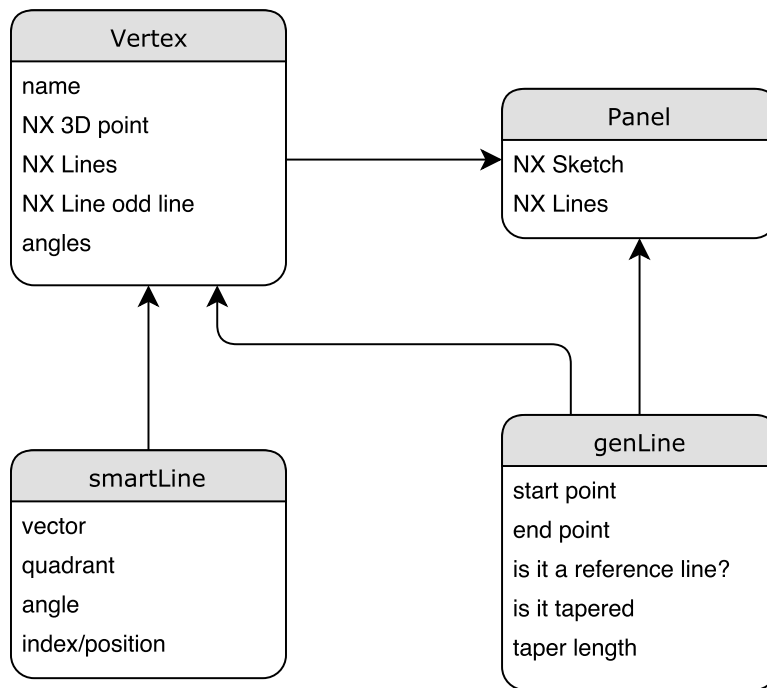 Vertex
name
NX 3D point
NX Lines
NX Line odd line
angles
Panel
NX Sketch
NX Lines
smartLine
vector
quadrant
angle
index/position
genLine
start point
end point
is it a reference line?
is it tapered
taper length